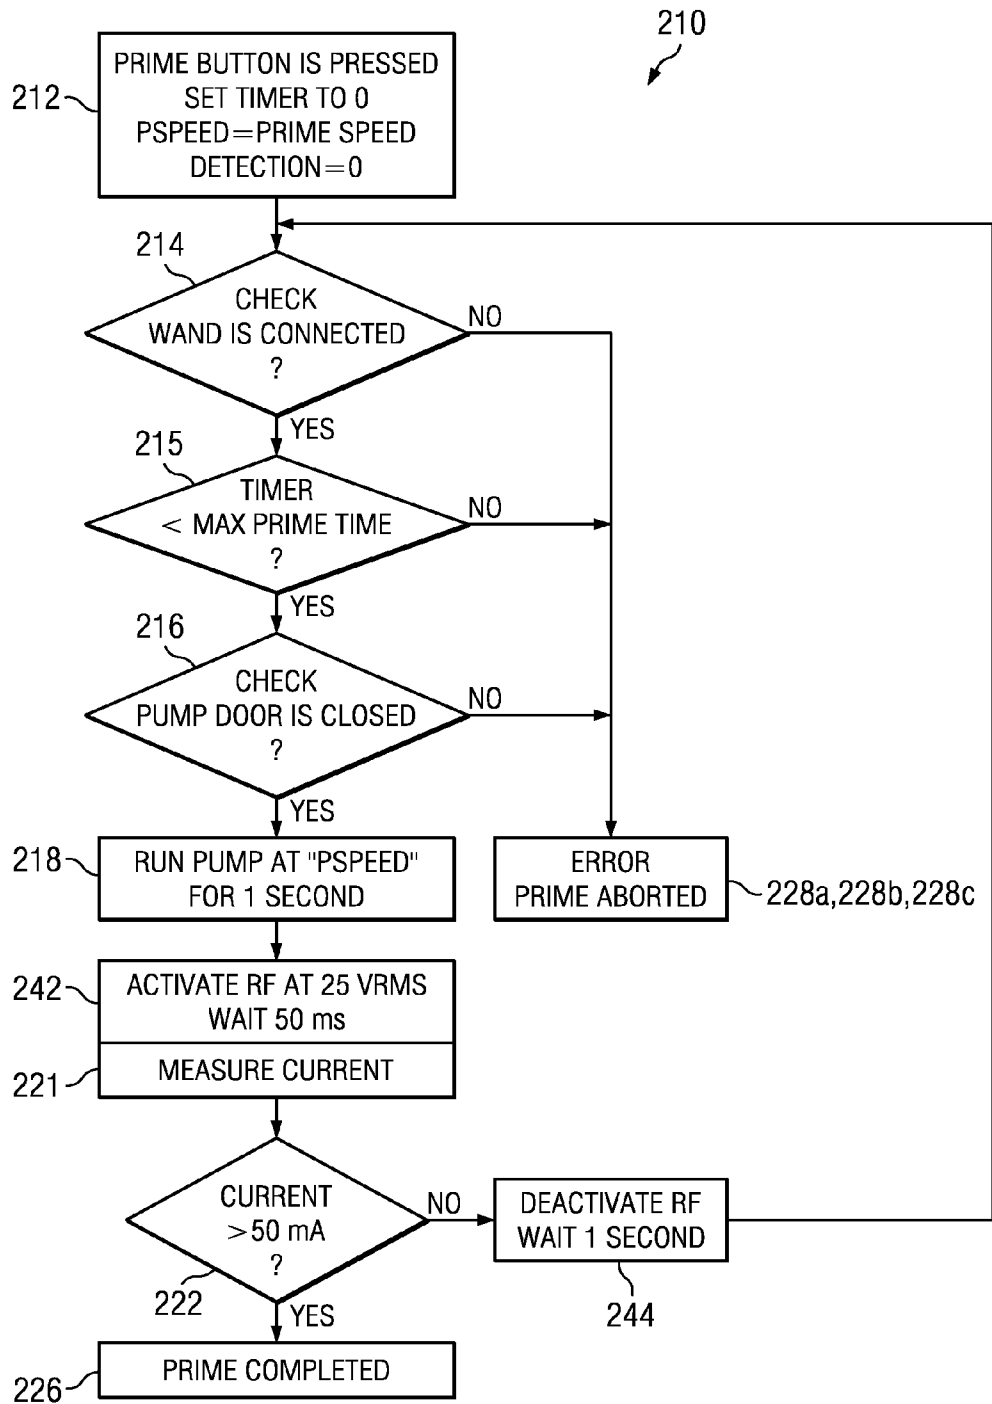 210
212
PRIME BUTTON IS PRESSED
SET TIMER TO 0
PSPEED=PRIME SPEED
DETECTION=0
214
CHECK
WAND IS CONNECTED
?
NO
YES
215
TIMER
< MAX PRIME TIME
?
NO
YES
216
CHECK
PUMP DOOR IS CLOSED
?
NO
YES
218
RUN PUMP AT "PSPEED"
FOR 1 SECOND
ERROR
PRIME ABORTED
228a,228b,228c
242
ACTIVATE RF AT 25 VRMS
WAIT 50 ms
221
MEASURE CURRENT
CURRENT
>50 mA
?
222
NO
DEACTIVATE RF
WAIT 1 SECOND
244
YES
226
PRIME COMPLETED